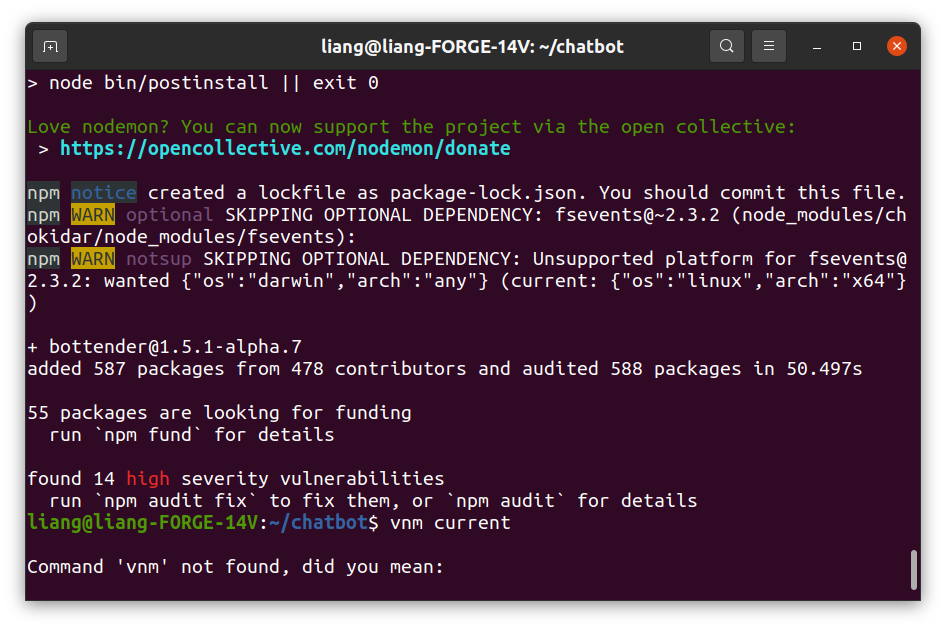 liang@liang-FORGE-14V: ~/chatbot
> node bin/postinstall || exit 0
Love nodemon? You can now support the project via the open collective:
 > https://opencollective.com/nodemon/donate
npm notice created a lockfile as package-lock.json. You should commit this file.
npm WARN optional SKIPPING OPTIONAL DEPENDENCY: fsevents@~2.3.2 (node_modules/ch
okidar/node_modules/fsevents):
npm WARN notsup SKIPPING OPTIONAL DEPENDENCY: Unsupported platform for fsevents@
2.3.2: wanted {"os":"darwin","arch":"any"} (current: {"os":"linux","arch":"x64"}
)
+ bottender@1.5.1-alpha.7
added 587 packages from 478 contributors and audited 588 packages in 50.497s
55 packages are looking for funding
  run `npm fund` for details
found 14 high severity vulnerabilities
  run `npm audit fix` to fix them, or `npm audit` for details
liang@liang-FORGE-14V:~/chatbot$ vnm current
Command 'vnm' not found, did you mean: